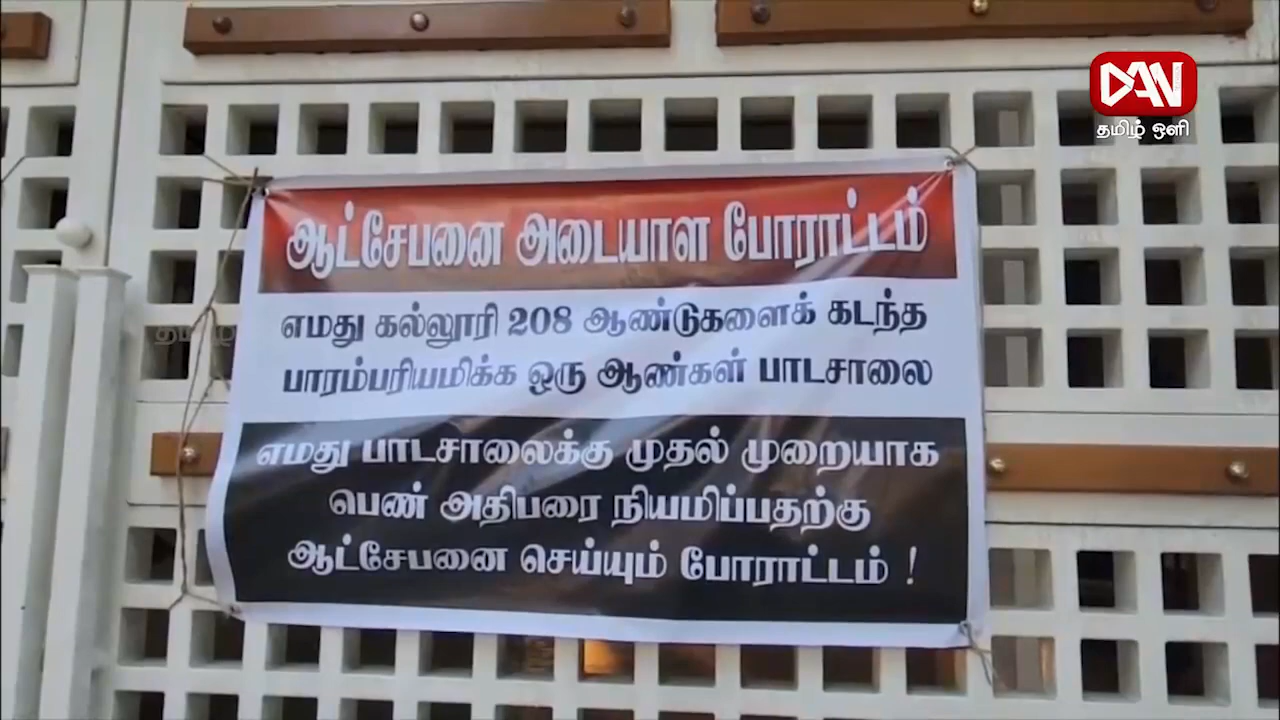 DAN
தமிழ் ஒளி
ஆட்சேபனை அடையாள போராட்டம்
எமது கல்லூரி 208 ஆண்டுகளைக் கடந்த
பாரம்பரியமிக்க ஒரு ஆண்கள் பாடசாலை
எமது பாடசாலைக்கு முதல் முறையாக
பெண் அதிபரை நியமிப்பதற்கு
ஆட்சேபனை செய்யும் போராட்டம் !